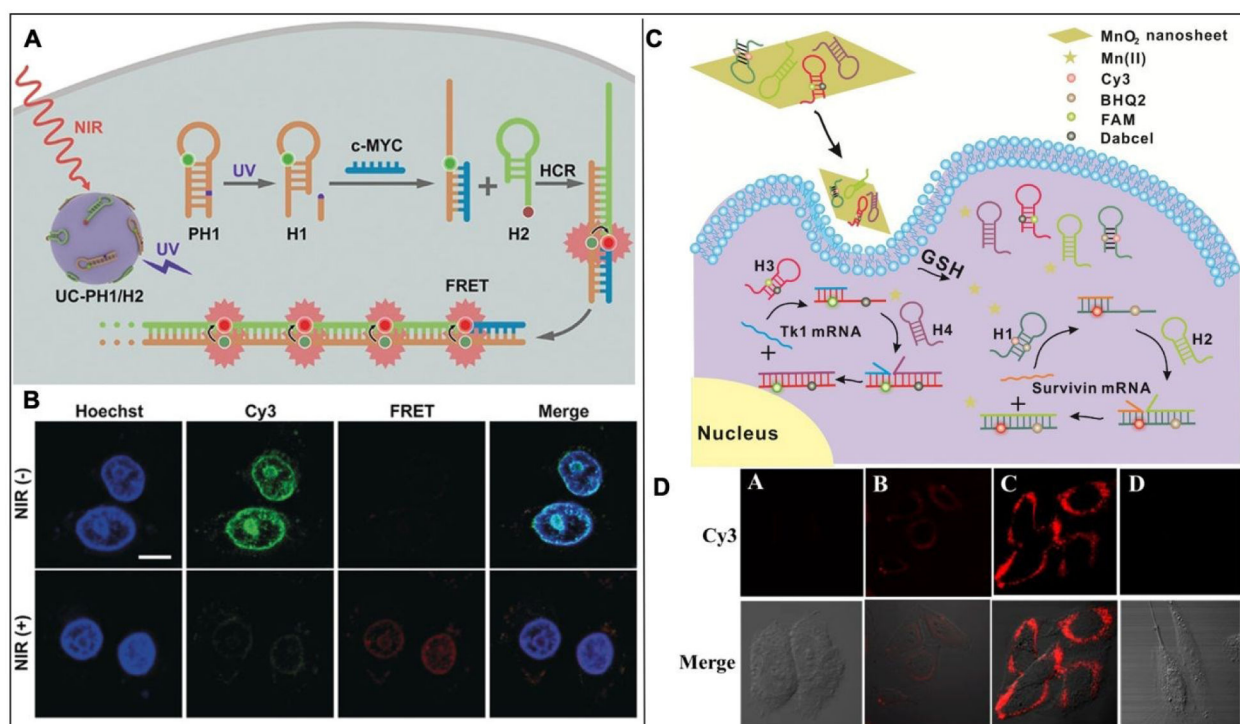 A
NIR
UV
UC-PH1/H2
PH1
UV
H1
c-MYC
H2
HCR
FRET
B
Hoechst
Cy3
FRET
Merge
NIR (-)
NIR (+)
C
MnO2 nanosheet
Mn(II)
Cy3
BHQ2
FAM
Dabcel
GSH
H3
Tk1 mRNA
+
H4
H1
H2
Survivin mRNA
+
Nucleus
D
A
B
C
D
Cy3
Merge